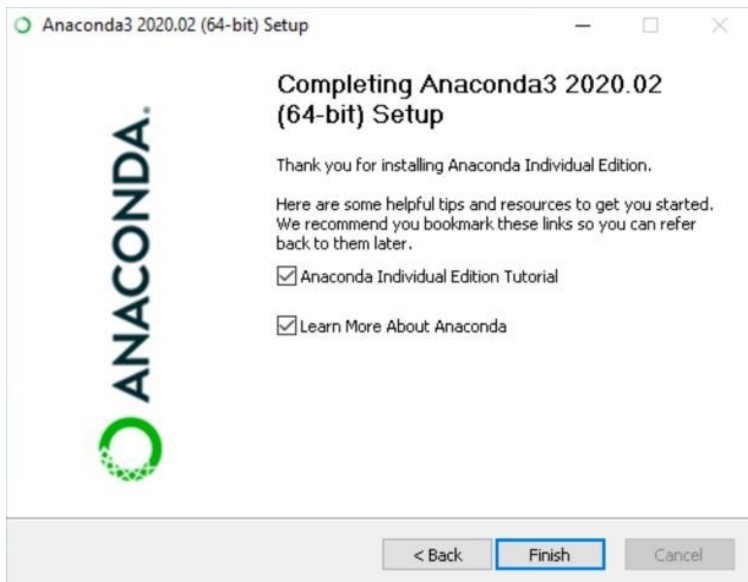 Anaconda3 2020.02 (64-bit) Setup
Completing Anaconda3 2020.02
(64-bit) Setup
Thank you for installing Anaconda Individual Edition.
Here are some helpful tips and resources to get you started.
We recommend you bookmark these links so you can refer
back to them later.
Anaconda Individual Edition Tutorial
Learn More About Anaconda
ANACONDA.
< Back
Finish
Cancel